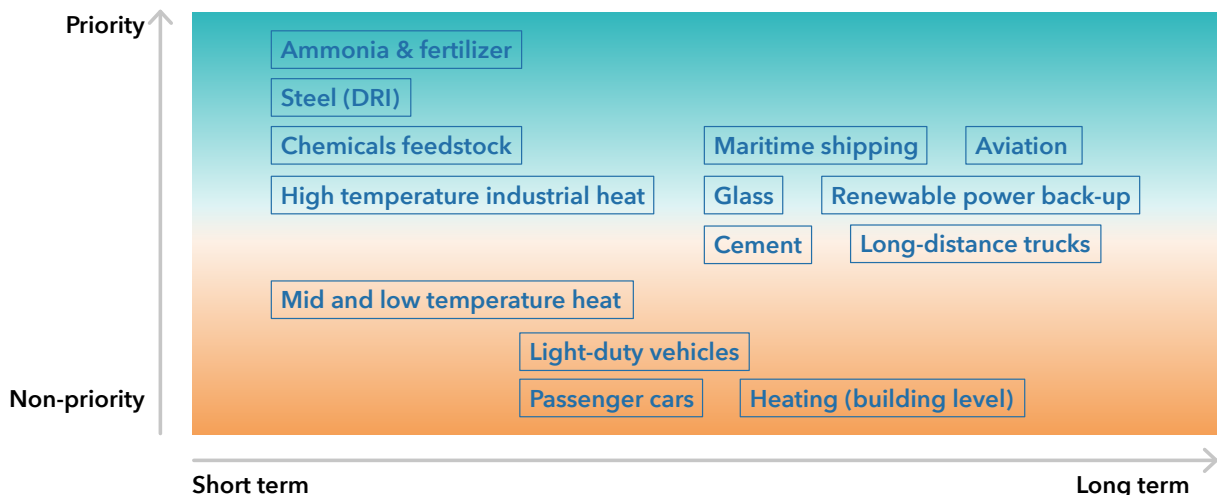 Priority
Ammonia & fertilizer
Steel (DRI)
Chemicals feedstock
Maritime shipping
Aviation
High temperature industrial heat
Glass
Renewable power back-up
Cement
Long-distance trucks
Mid and low temperature heat
Light-duty vehicles
Non-priority
Passenger cars
Heating (building level)
Short term
Long term